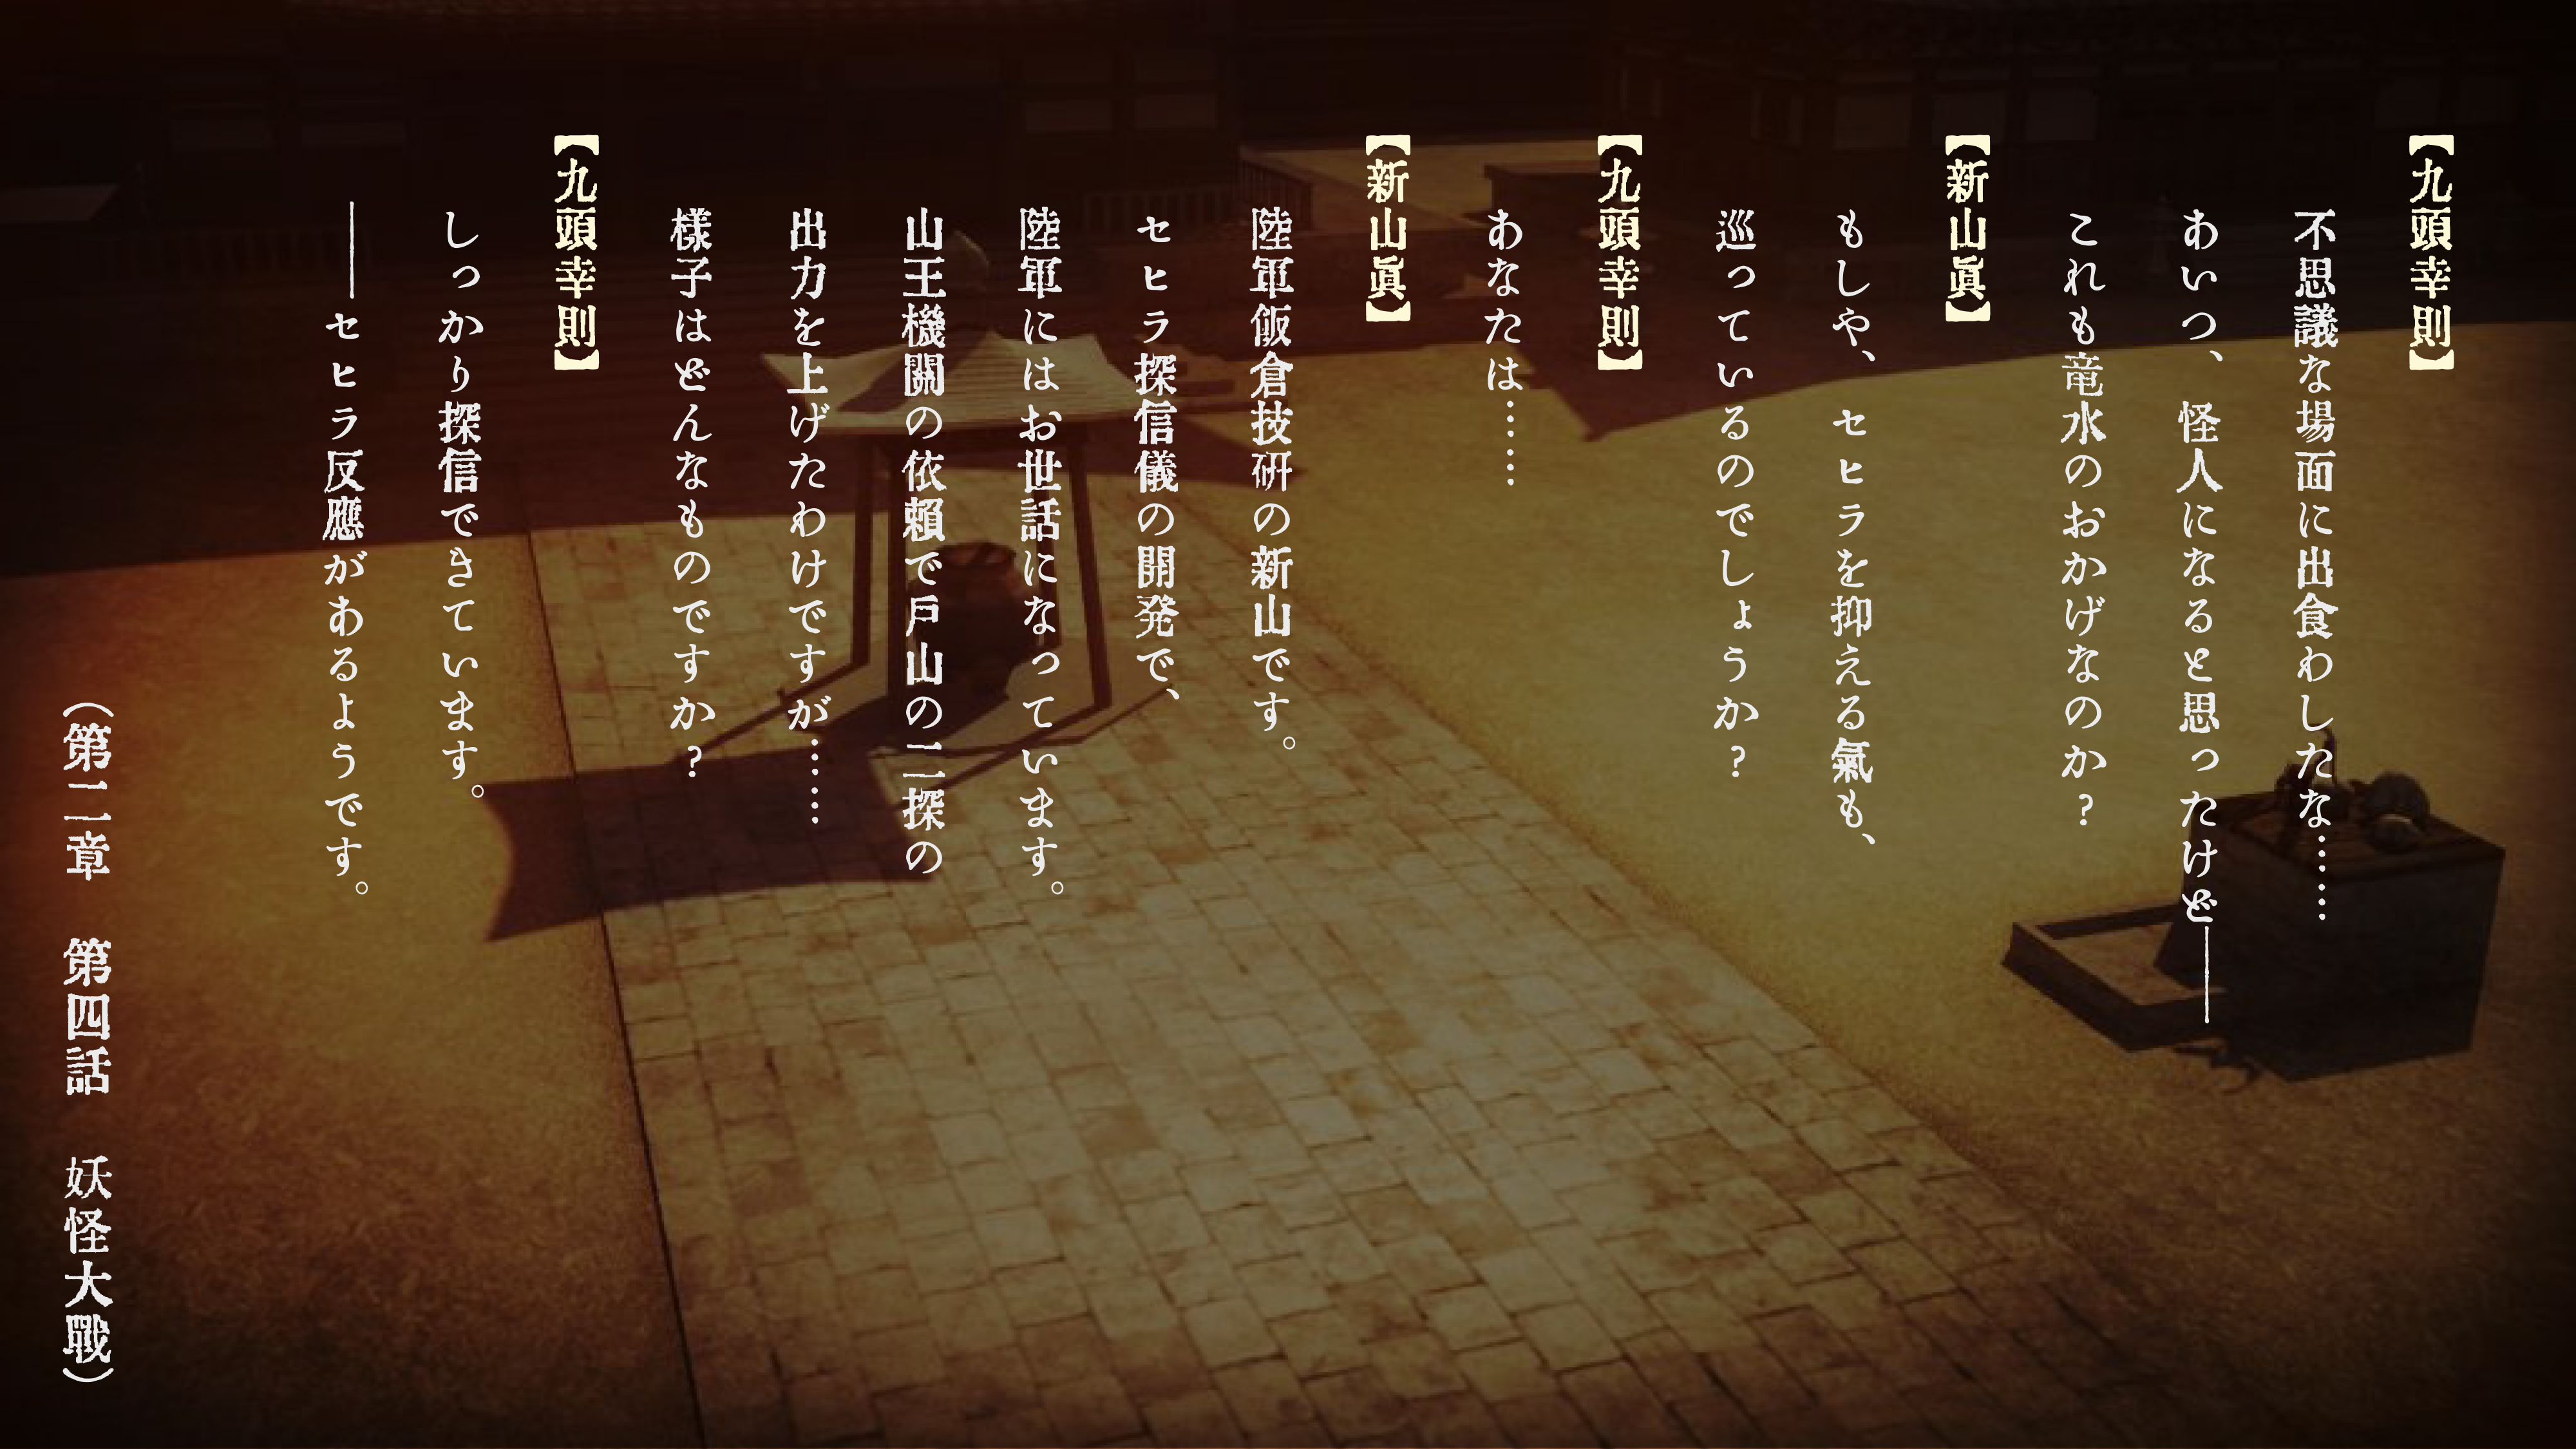 【九頭幸則】
不思議な場面に出食わしたな……
あいつ、怪人になると思ったけど――
これも竜水のおかげなのか?
【新山眞】
もしや、セヒラを抑える氣も、
巡っているのでしょうか?
【九頭幸則】
あなたは……
【新山眞】
陸軍飯倉技研の新山です。
セヒラ探信儀の開発で、
陸軍にはお世話になっています。
山王機關の依頼で戸山の二探の
出力を上げたわけですが……
様子はどんなものですか?
【九頭幸則】
しっかり探信できています。
――セヒラ反應があるようです。
(第二章 第四話 妖怪大戰)